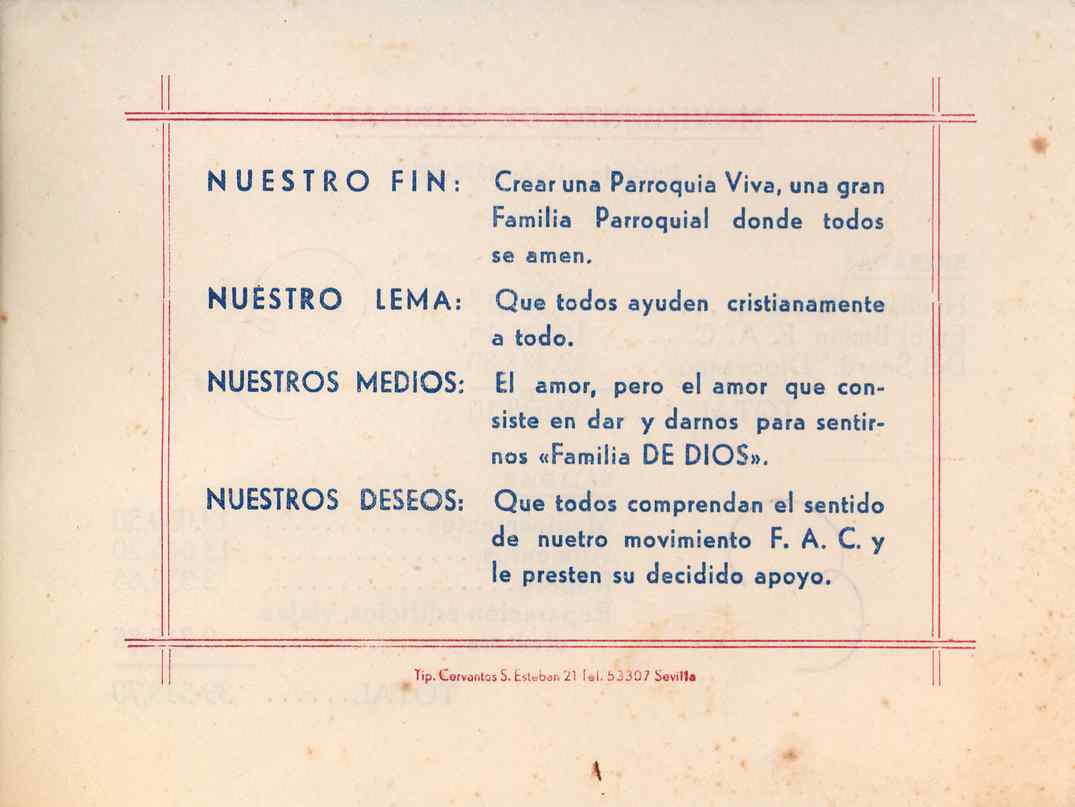 NUESTRO FIN: Crear una Parroquia Viva, una gran
Familia Parroquial donde todos
se amen.
NUESTRO LEMA: Que todos ayuden cristianamente
a todo.
NUESTROS MEDIOS: El amor, pero el amor que con-
siste en dar y darnos para sentir-
nos «Familia DE DIOS».
NUESTROS DESEOS: Que todos comprendan el sentido
de nuetro movimiento F. A. C. y
le presten su decidido apoyo.
Tip. Cervantos S. Esteban 21 Tel. 53307 Sevilla